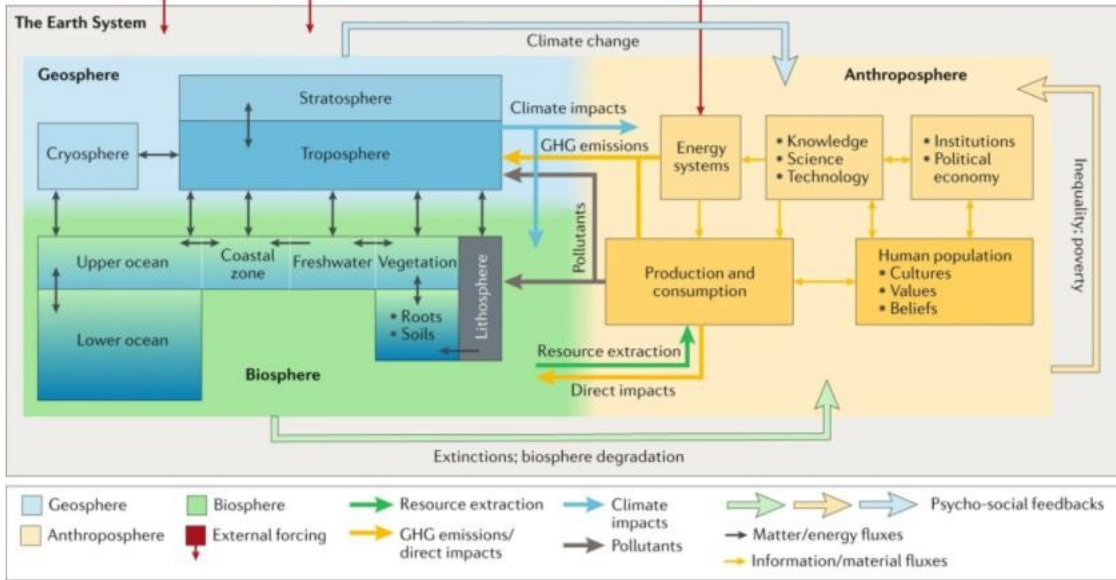 The Earth System
Climate change
Geosphere
Anthroposphere
Stratosphere
Climate impacts
Cryosphere
Troposphere
GHG emissions
Energy
systems
• Knowledge
• Science
• Technology
• Institutions
• Political
economy
Inequality; poverty
Pollutants
Upper ocean
Coastal
zone
Freshwater
Vegetation
Lithosphere
Production and
consumption
Human population
• Cultures
• Values
• Beliefs
• Roots
• Soils
Lower ocean
Resource extraction
Biosphere
Direct impacts
Extinctions; biosphere degradation
Geosphere
Biosphere
Resource extraction
Climate
impacts
Psycho-social feedbacks
Anthroposphere
External forcing
GHG emissions/
direct impacts
Pollutants
Matter/energy fluxes
Information/material fluxes